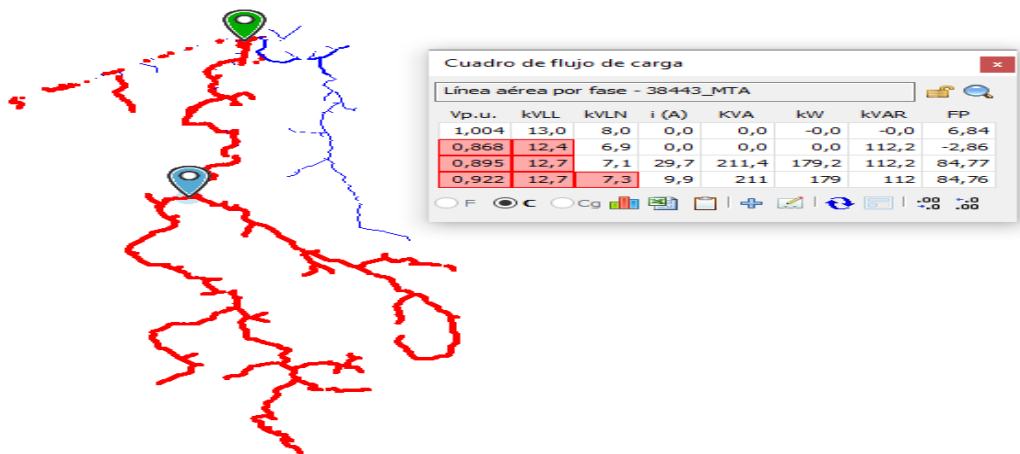 Cuadro de flujo de carga
Línea aérea por fase - 38443_MTA
Vp.u. kVLL kVLN i (A) KVA kW kVAR FP
1,004 13,0 8,0 0,0 0,0 -0,0 -0,0 6,84
0,868 12,4 6,9 0,0 0,0 0,0 112,2 -2,86
0,895 12,7 7,1 29,7 211,4 179,2 112,2 84,77
0,922 12,7 7,3 9,9 211 179 112 84,76
F C Cg